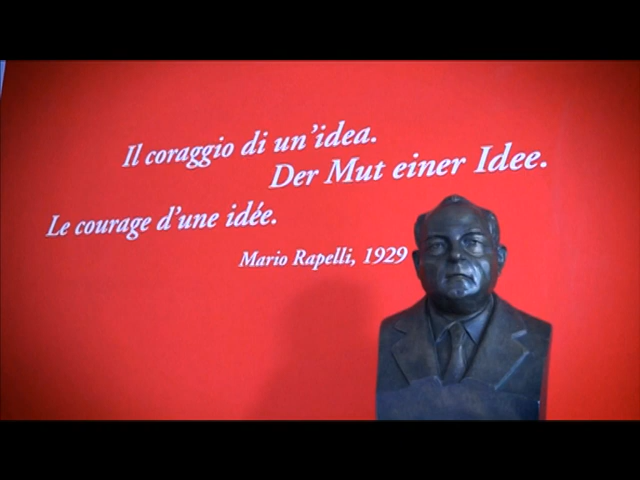 Il coraggio di un'idea.
Der Mut einer Idee.
Le courage d'une idée.
Mario Rapelli, 1929